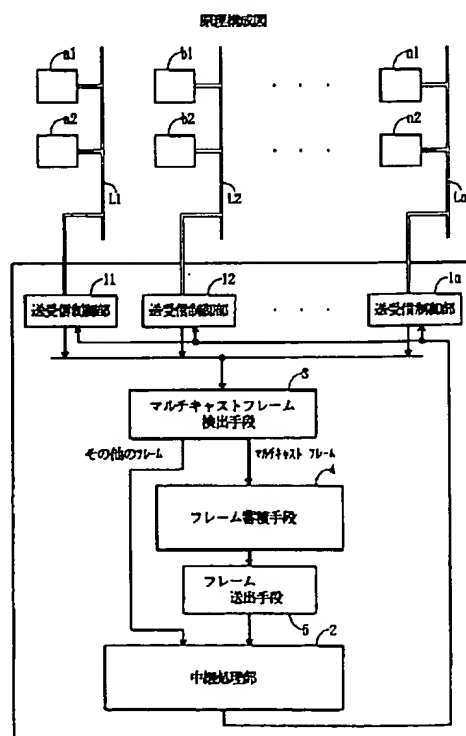 原理構成図
a1
b1
n1
a2
b2
n2
L1
L2
Ln
11
12
1n
送受信制御部
送受信制御部
送受信制御部
3
マルチキャストフレーム
検出手段
その他のフレーム
マルチキャスト フレーム
4
フレーム蓄積手段
フレーム
送出手段
5
2
中継処理部